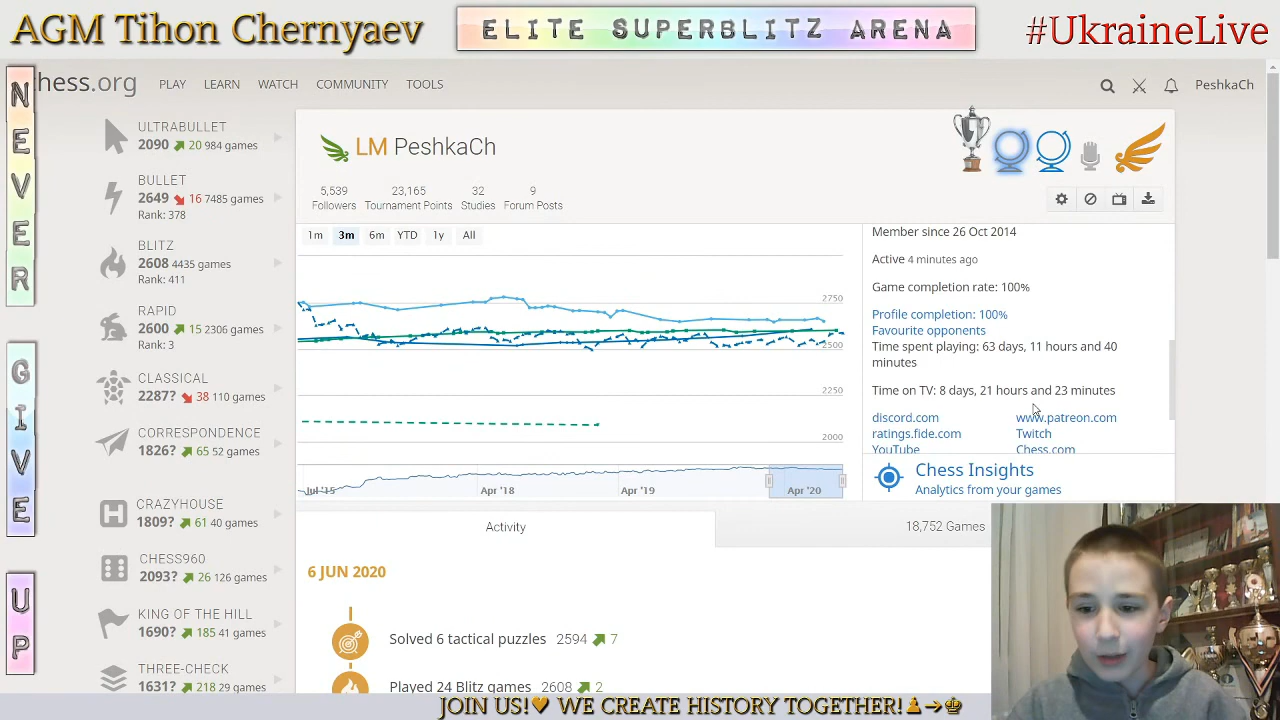 AGM Tihon Chernyaev
ELITE SUPERBLITZ ARENA
#UkraineLive
NEVER
GIVE
UP
hess.org
PLAY LEARN WATCH COMMUNITY TOOLS
PeshkaCh
ULTRABULLET
2090 20 984 games
BULLET
2649 16 7485 games
Rank: 378
BLITZ
2608 4435 games
Rank: 411
RAPID
2600 15 2306 games
Rank: 3
CLASSICAL
2287? 38 110 games
CORRESPONDENCE
1826? 65 52 games
CRAZYHOUSE
1809? 61 40 games
CHESS960
2093? 26 126 games
KING OF THE HILL
1690? 185 41 games
THREE-CHECK
1631? 218 29 games
LM PeshkaCh
5,539 23,165 32 9
Followers Tournament Points Studies Forum Posts
1m 3m 6m YTD 1y All
2750
2500
2250
2000
Jul '15 Apr '18 Apr '19 Apr '20
Member since 26 Oct 2014
Active 4 minutes ago
Game completion rate: 100%
Profile completion: 100%
Favourite opponents
Time spent playing: 63 days, 11 hours and 40
minutes
Time on TV: 8 days, 21 hours and 23 minutes
discord.com www.patreon.com
ratings.fide.com Twitch
YouTube Chess.com
Chess Insights
Analytics from your games
Activity 18,752 Games
6 JUN 2020
Solved 6 tactical puzzles 2594 7
Played 24 Blitz games 2608 2
JOIN US!♥ WE CREATE HISTORY TOGETHER!♟→♚